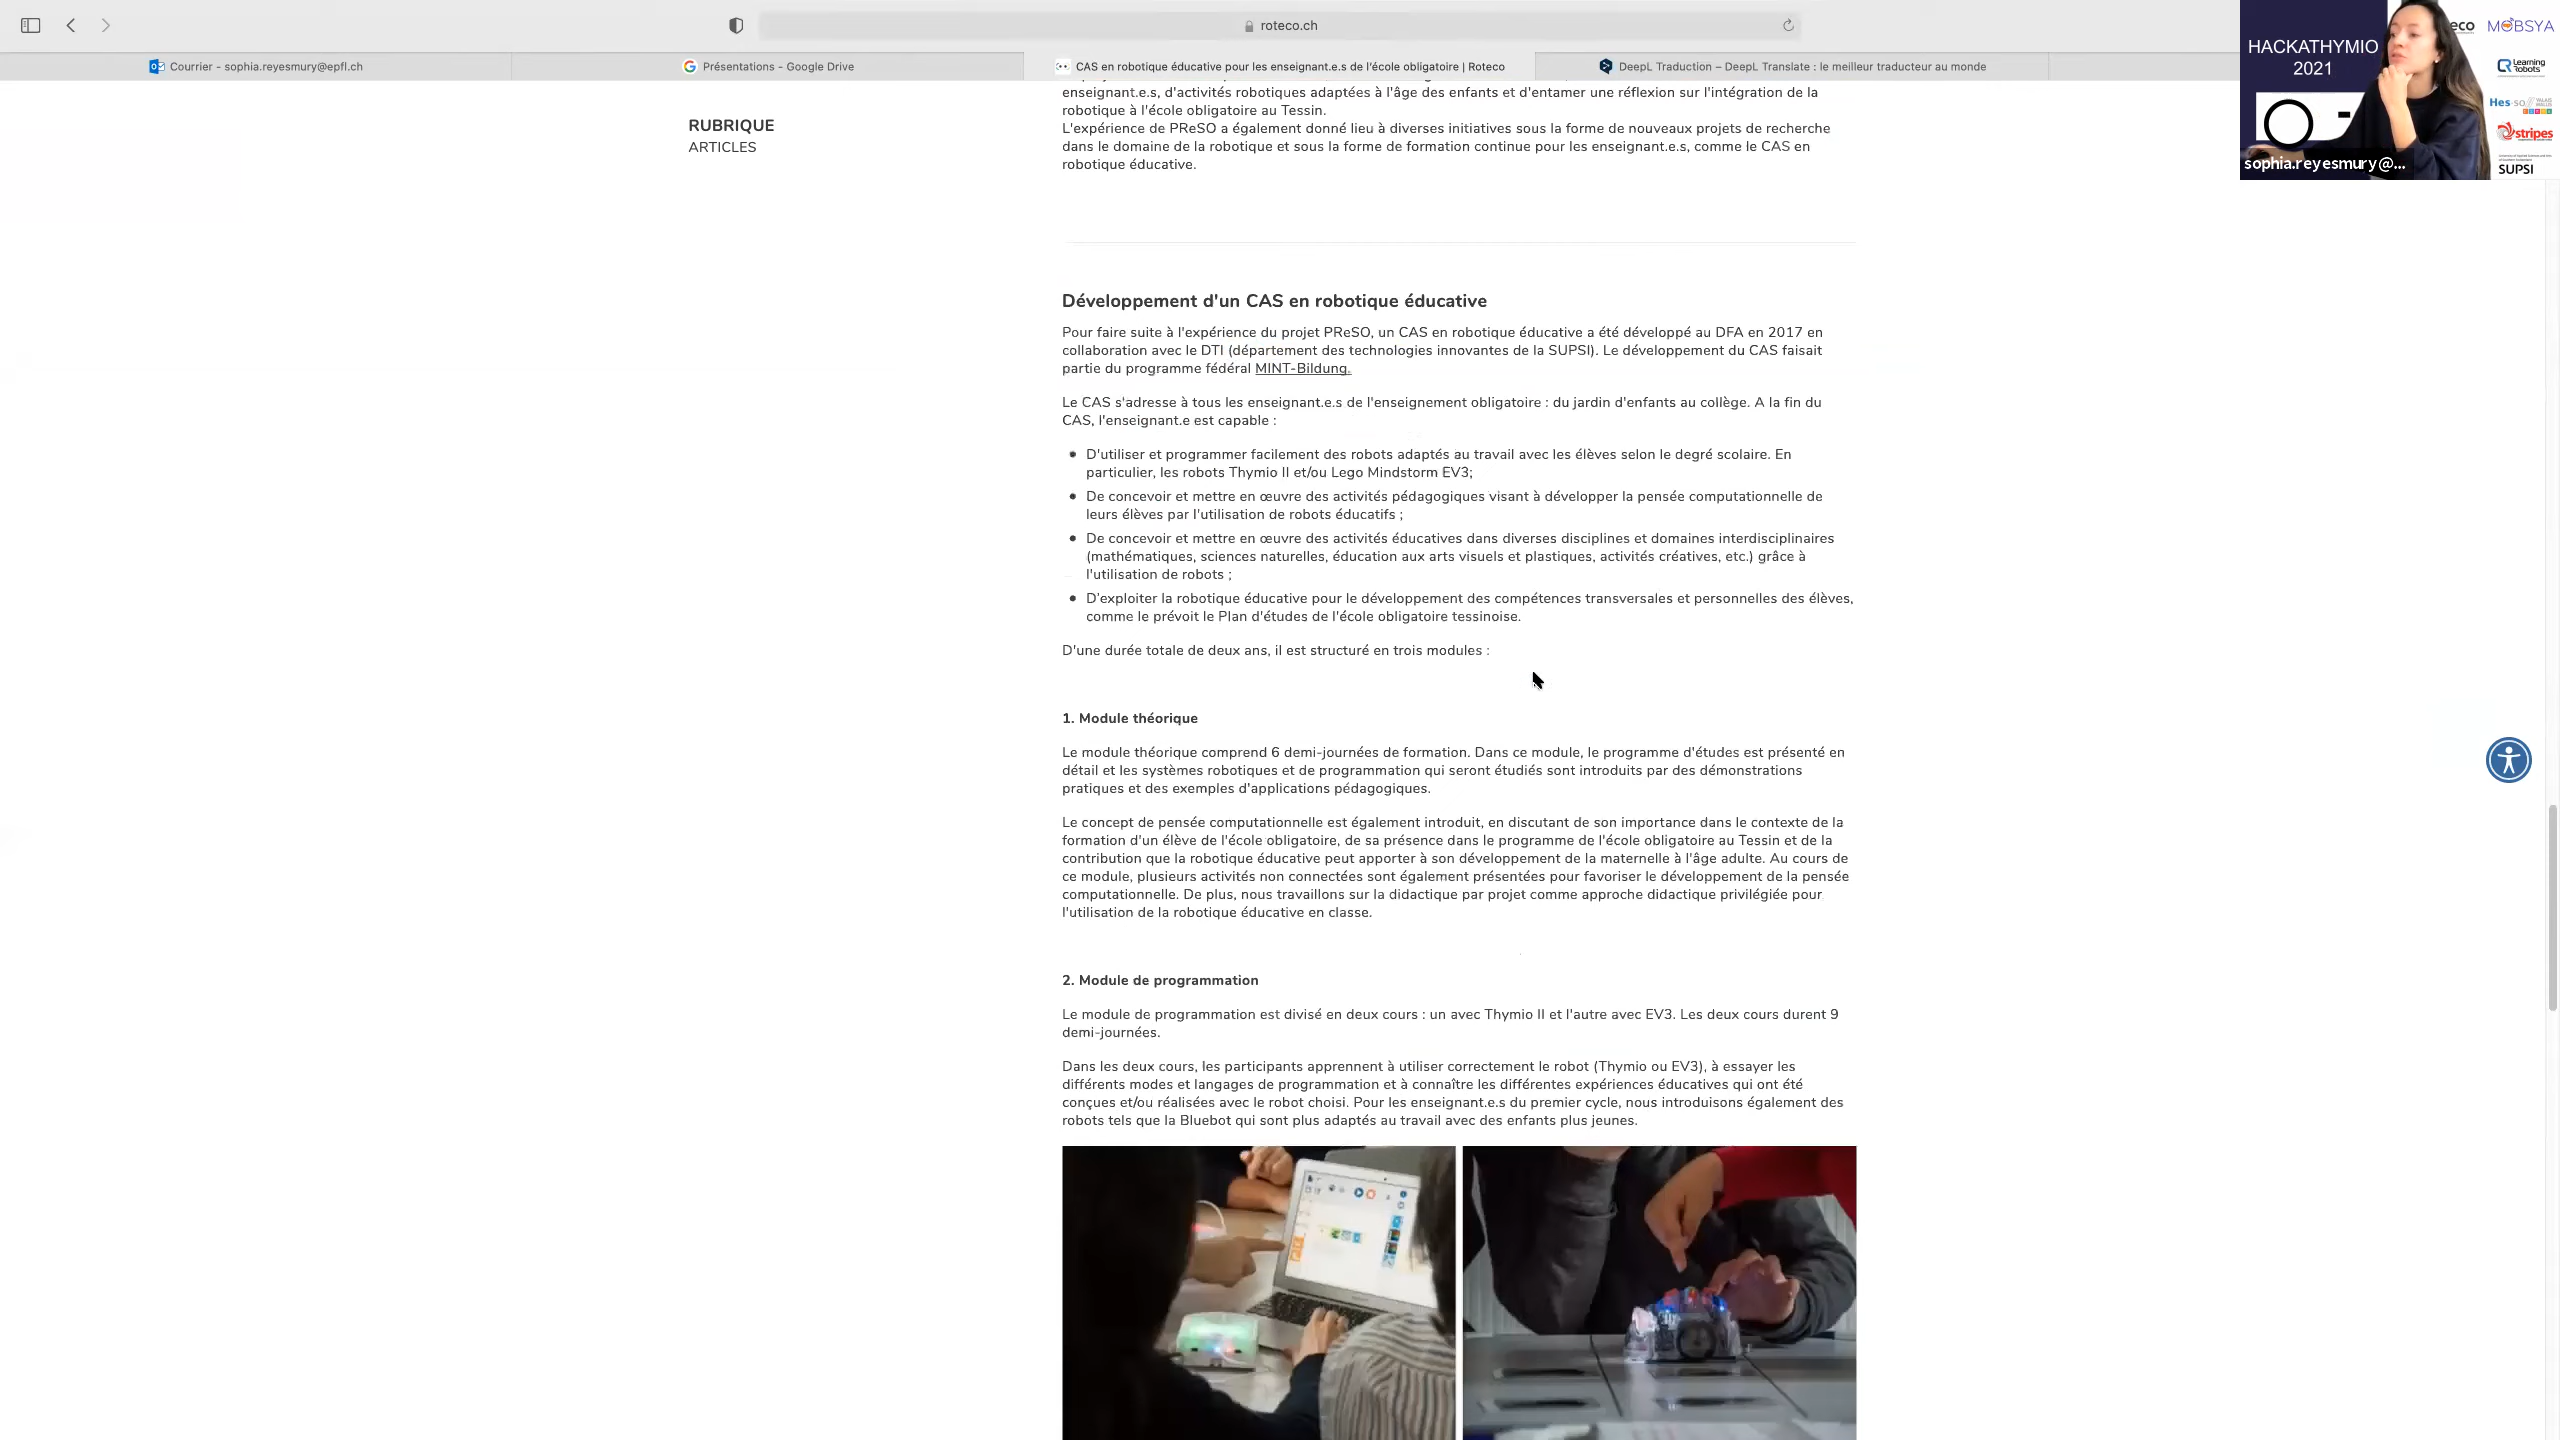 roteco.ch
Courrier - sophia.reyesmury@epfl.ch
Présentations - Google Drive
CAS en robotique éducative pour les enseignant.e.s de l'école obligatoire | Roteco
DeepL Traduction – DeepL Translate : le meilleur traducteur au monde
HACKATHYMIO
2021
eco
MOBSYA
Learning
Robots
Hes·so
stripes
SUPSI
sophia.reyesmury@...
RUBRIQUE
ARTICLES
enseignant.e.s, d'activités robotiques adaptées à l'âge des enfants et d'entamer une réflexion sur l'intégration de la
robotique à l'école obligatoire au Tessin.
L'expérience de PReSO a également donné lieu à diverses initiatives sous la forme de nouveaux projets de recherche
dans le domaine de la robotique et sous la forme de formation continue pour les enseignant.e.s, comme le CAS en
robotique éducative.
Développement d'un CAS en robotique éducative
Pour faire suite à l'expérience du projet PReSO, un CAS en robotique éducative a été développé au DFA en 2017 en
collaboration avec le DTI (département des technologies innovantes de la SUPSI). Le développement du CAS faisait
partie du programme fédéral MINT-Bildung.
Le CAS s'adresse à tous les enseignant.e.s de l'enseignement obligatoire : du jardin d'enfants au collège. A la fin du
CAS, l'enseignant.e est capable :
• D'utiliser et programmer facilement des robots adaptés au travail avec les élèves selon le degré scolaire. En
particulier, les robots Thymio II et/ou Lego Mindstorm EV3;
• De concevoir et mettre en œuvre des activités pédagogiques visant à développer la pensée computationnelle de
leurs élèves par l'utilisation de robots éducatifs ;
• De concevoir et mettre en œuvre des activités éducatives dans diverses disciplines et domaines interdisciplinaires
(mathématiques, sciences naturelles, éducation aux arts visuels et plastiques, activités créatives, etc.) grâce à
l'utilisation de robots ;
• D'exploiter la robotique éducative pour le développement des compétences transversales et personnelles des élèves,
comme le prévoit le Plan d'études de l'école obligatoire tessinoise.
D'une durée totale de deux ans, il est structuré en trois modules :
1. Module théorique
Le module théorique comprend 6 demi-journées de formation. Dans ce module, le programme d'études est présenté en
détail et les systèmes robotiques et de programmation qui seront étudiés sont introduits par des démonstrations
pratiques et des exemples d'applications pédagogiques.
Le concept de pensée computationnelle est également introduit, en discutant de son importance dans le contexte de la
formation d'un élève de l'école obligatoire, de sa présence dans le programme de l'école obligatoire au Tessin et de la
contribution que la robotique éducative peut apporter à son développement de la maternelle à l'âge adulte. Au cours de
ce module, plusieurs activités non connectées sont également présentées pour favoriser le développement de la pensée
computationnelle. De plus, nous travaillons sur la didactique par projet comme approche didactique privilégiée pour
l'utilisation de la robotique éducative en classe.
2. Module de programmation
Le module de programmation est divisé en deux cours : un avec Thymio II et l'autre avec EV3. Les deux cours durent 9
demi-journées.
Dans les deux cours, les participants apprennent à utiliser correctement le robot (Thymio ou EV3), à essayer les
différents modes et langages de programmation et à connaître les différentes expériences éducatives qui ont été
conçues et/ou réalisées avec le robot choisi. Pour les enseignant.e.s du premier cycle, nous introduisons également des
robots tels que la Bluebot qui sont plus adaptés au travail avec des enfants plus jeunes.